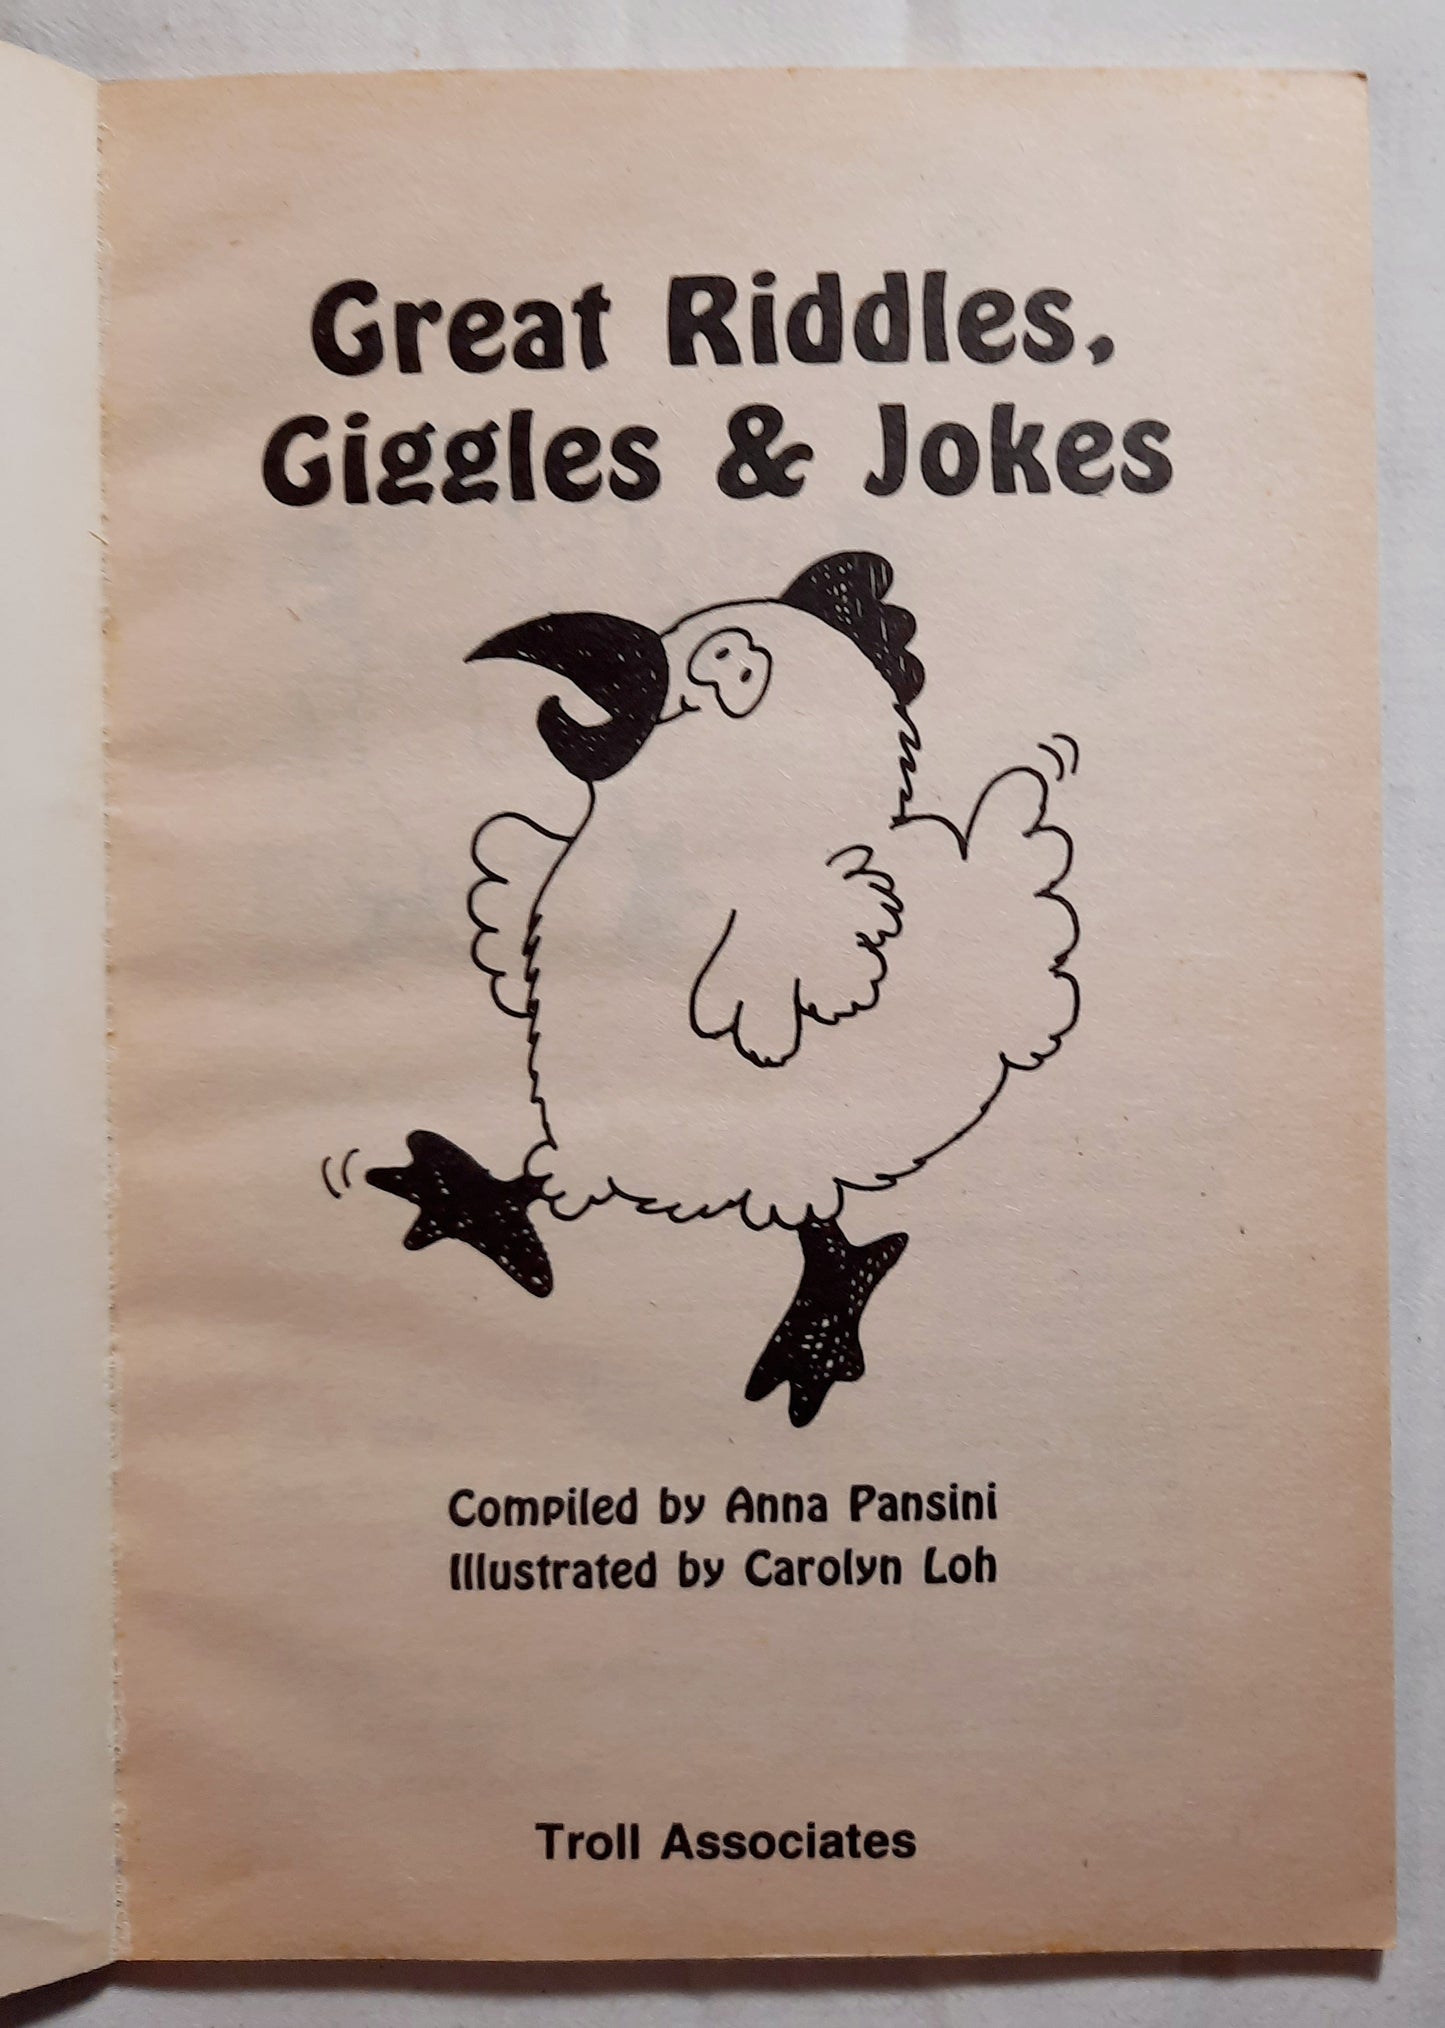 Great Riddles,
Giggles & Jokes
Compiled by Anna Pansini
Illustrated by Carolyn Loh
Troll Associates